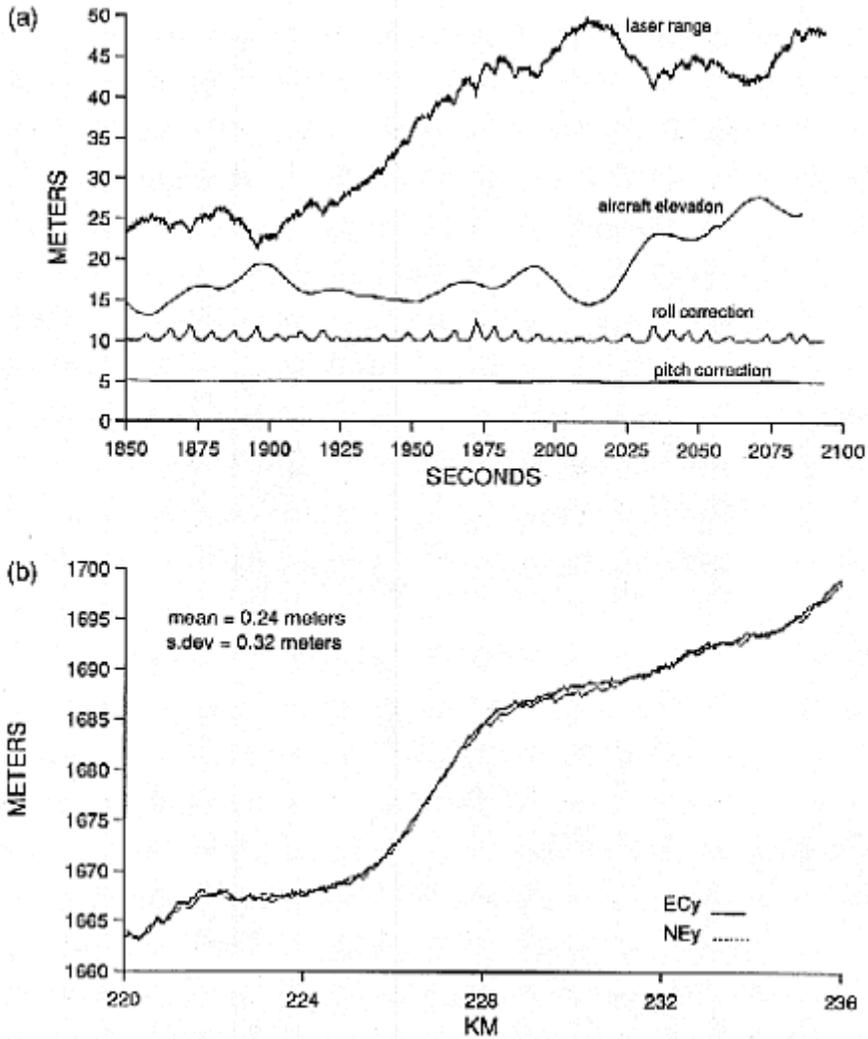 (a)
50
45
40
35
30
25
20
15
10
5
0
METERS
laser range
aircraft elevation
roll correction
pitch correction
1850 1875 1900 1925 1950 1975 2000 2025 2050 2075 2100
SECONDS
(b)
1700
1695
1690
1685
1680
1675
1670
1665
1660
METERS
mean = 0.24 meters
s.dev = 0.32 meters
ECy
NEy
220 224 228 232 236
KM